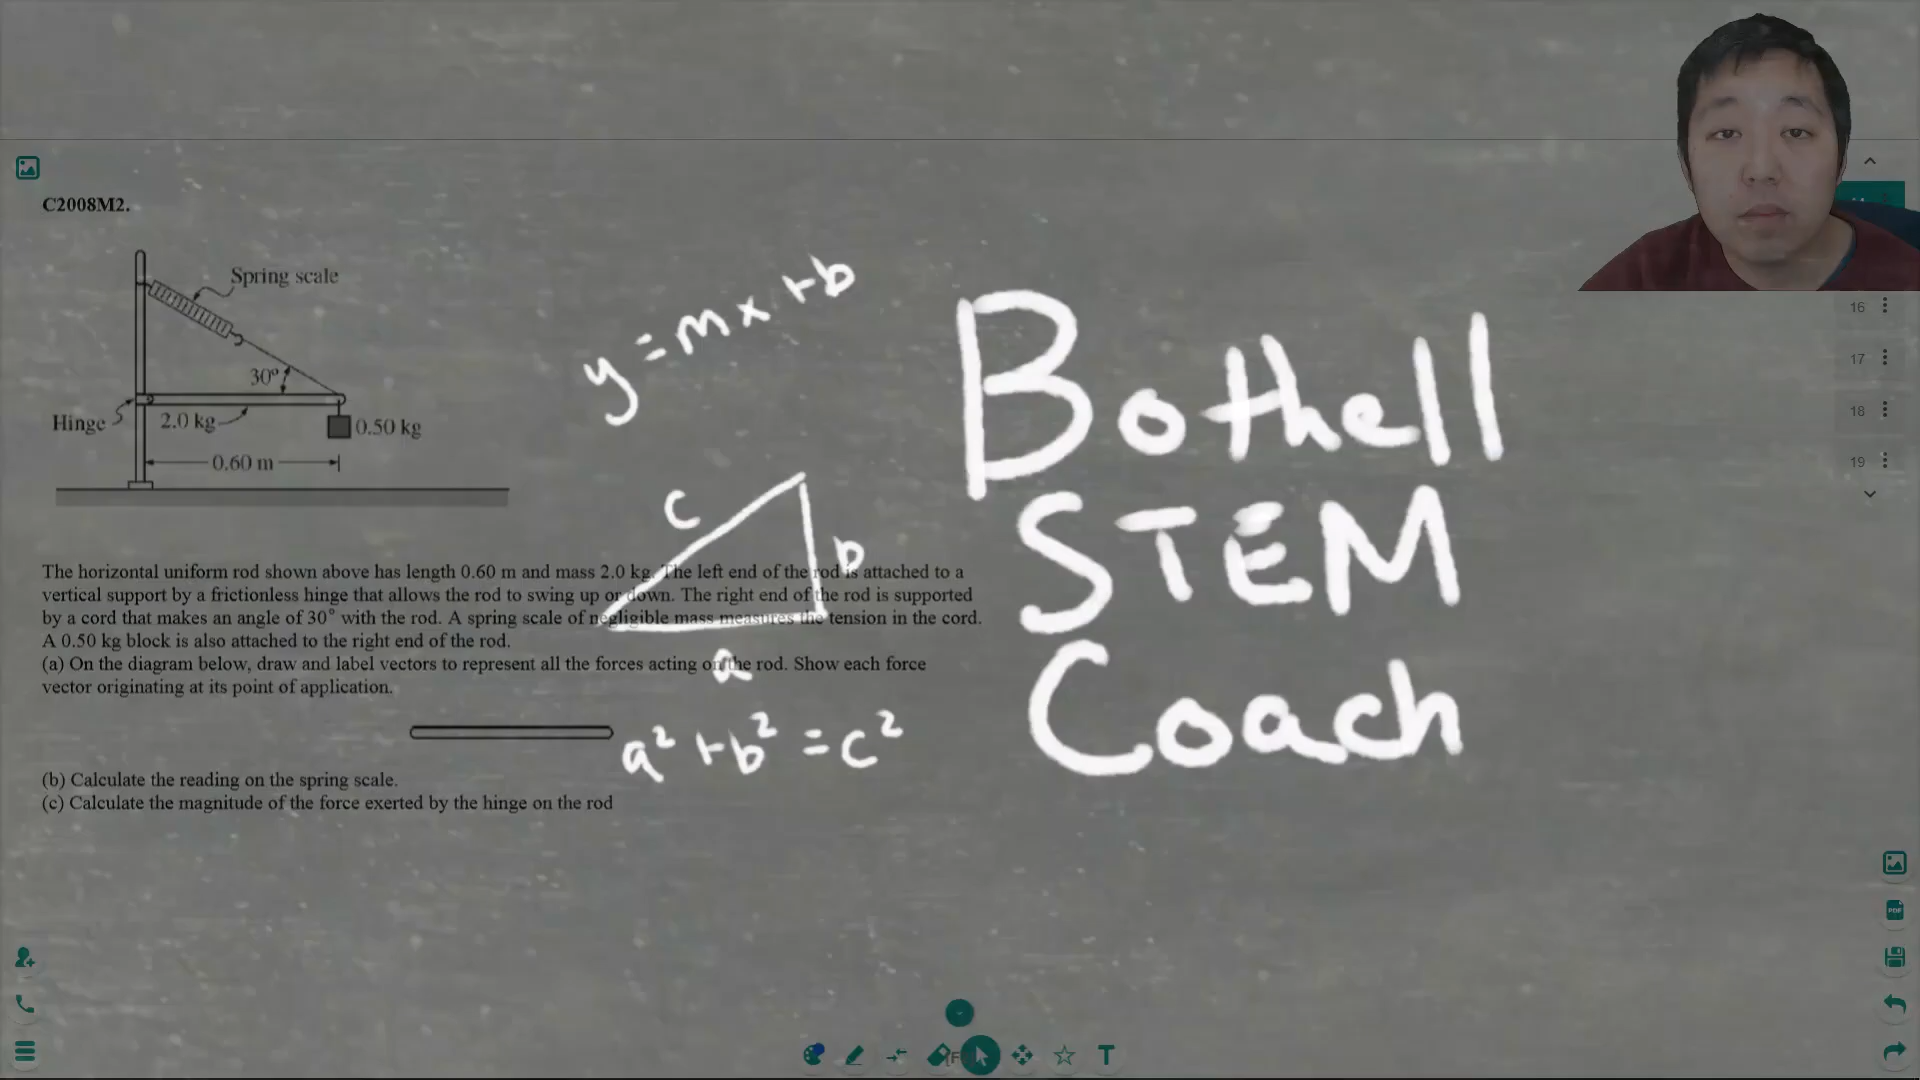 C2008M2.
Spring scale
30°
Hinge
2.0 kg
0.50 kg
0.60 m
The horizontal uniform rod shown above has length 0.60 m and mass 2.0 kg. The left end of the rod is attached to a
vertical support by a frictionless hinge that allows the rod to swing up or down. The right end of the rod is supported
by a cord that makes an angle of 30° with the rod. A spring scale of negligible mass measures the tension in the cord.
A 0.50 kg block is also attached to the right end of the rod.
(a) On the diagram below, draw and label vectors to represent all the forces acting on the rod. Show each force
vector originating at its point of application.
(b) Calculate the reading on the spring scale.
(c) Calculate the magnitude of the force exerted by the hinge on the rod
y = mx + b
c
b
a
a² + b² = c²
Bothell
STEM
Coach
16
17
18
19
PDF
T